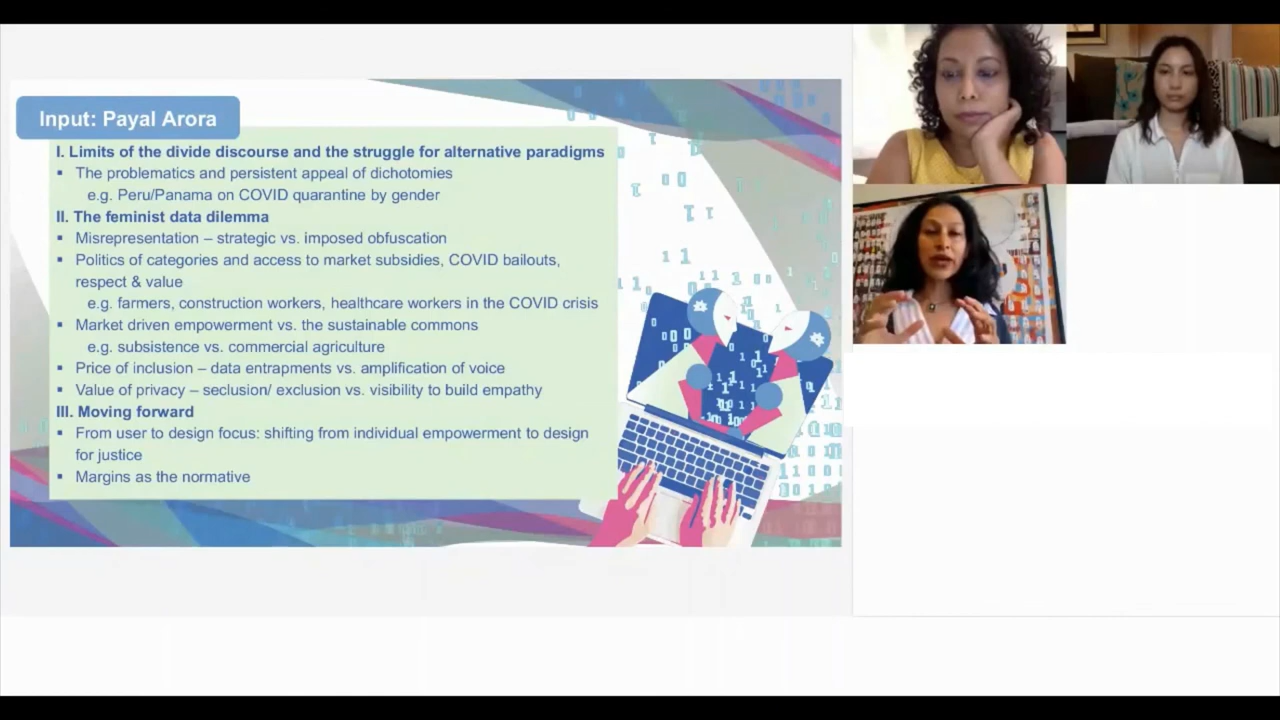 Input: Payal Arora
I. Limits of the divide discourse and the struggle for alternative paradigms
▪ The problematics and persistent appeal of dichotomies
e.g. Peru/Panama on COVID quarantine by gender
II. The feminist data dilemma
▪ Misrepresentation – strategic vs. imposed obfuscation
▪ Politics of categories and access to market subsidies, COVID bailouts,
respect & value
e.g. farmers, construction workers, healthcare workers in the COVID crisis
▪ Market driven empowerment vs. the sustainable commons
e.g. subsistence vs. commercial agriculture
▪ Price of inclusion – data entrapments vs. amplification of voice
▪ Value of privacy – seclusion/ exclusion vs. visibility to build empathy
III. Moving forward
▪ From user to design focus: shifting from individual empowerment to design
for justice
▪ Margins as the normative